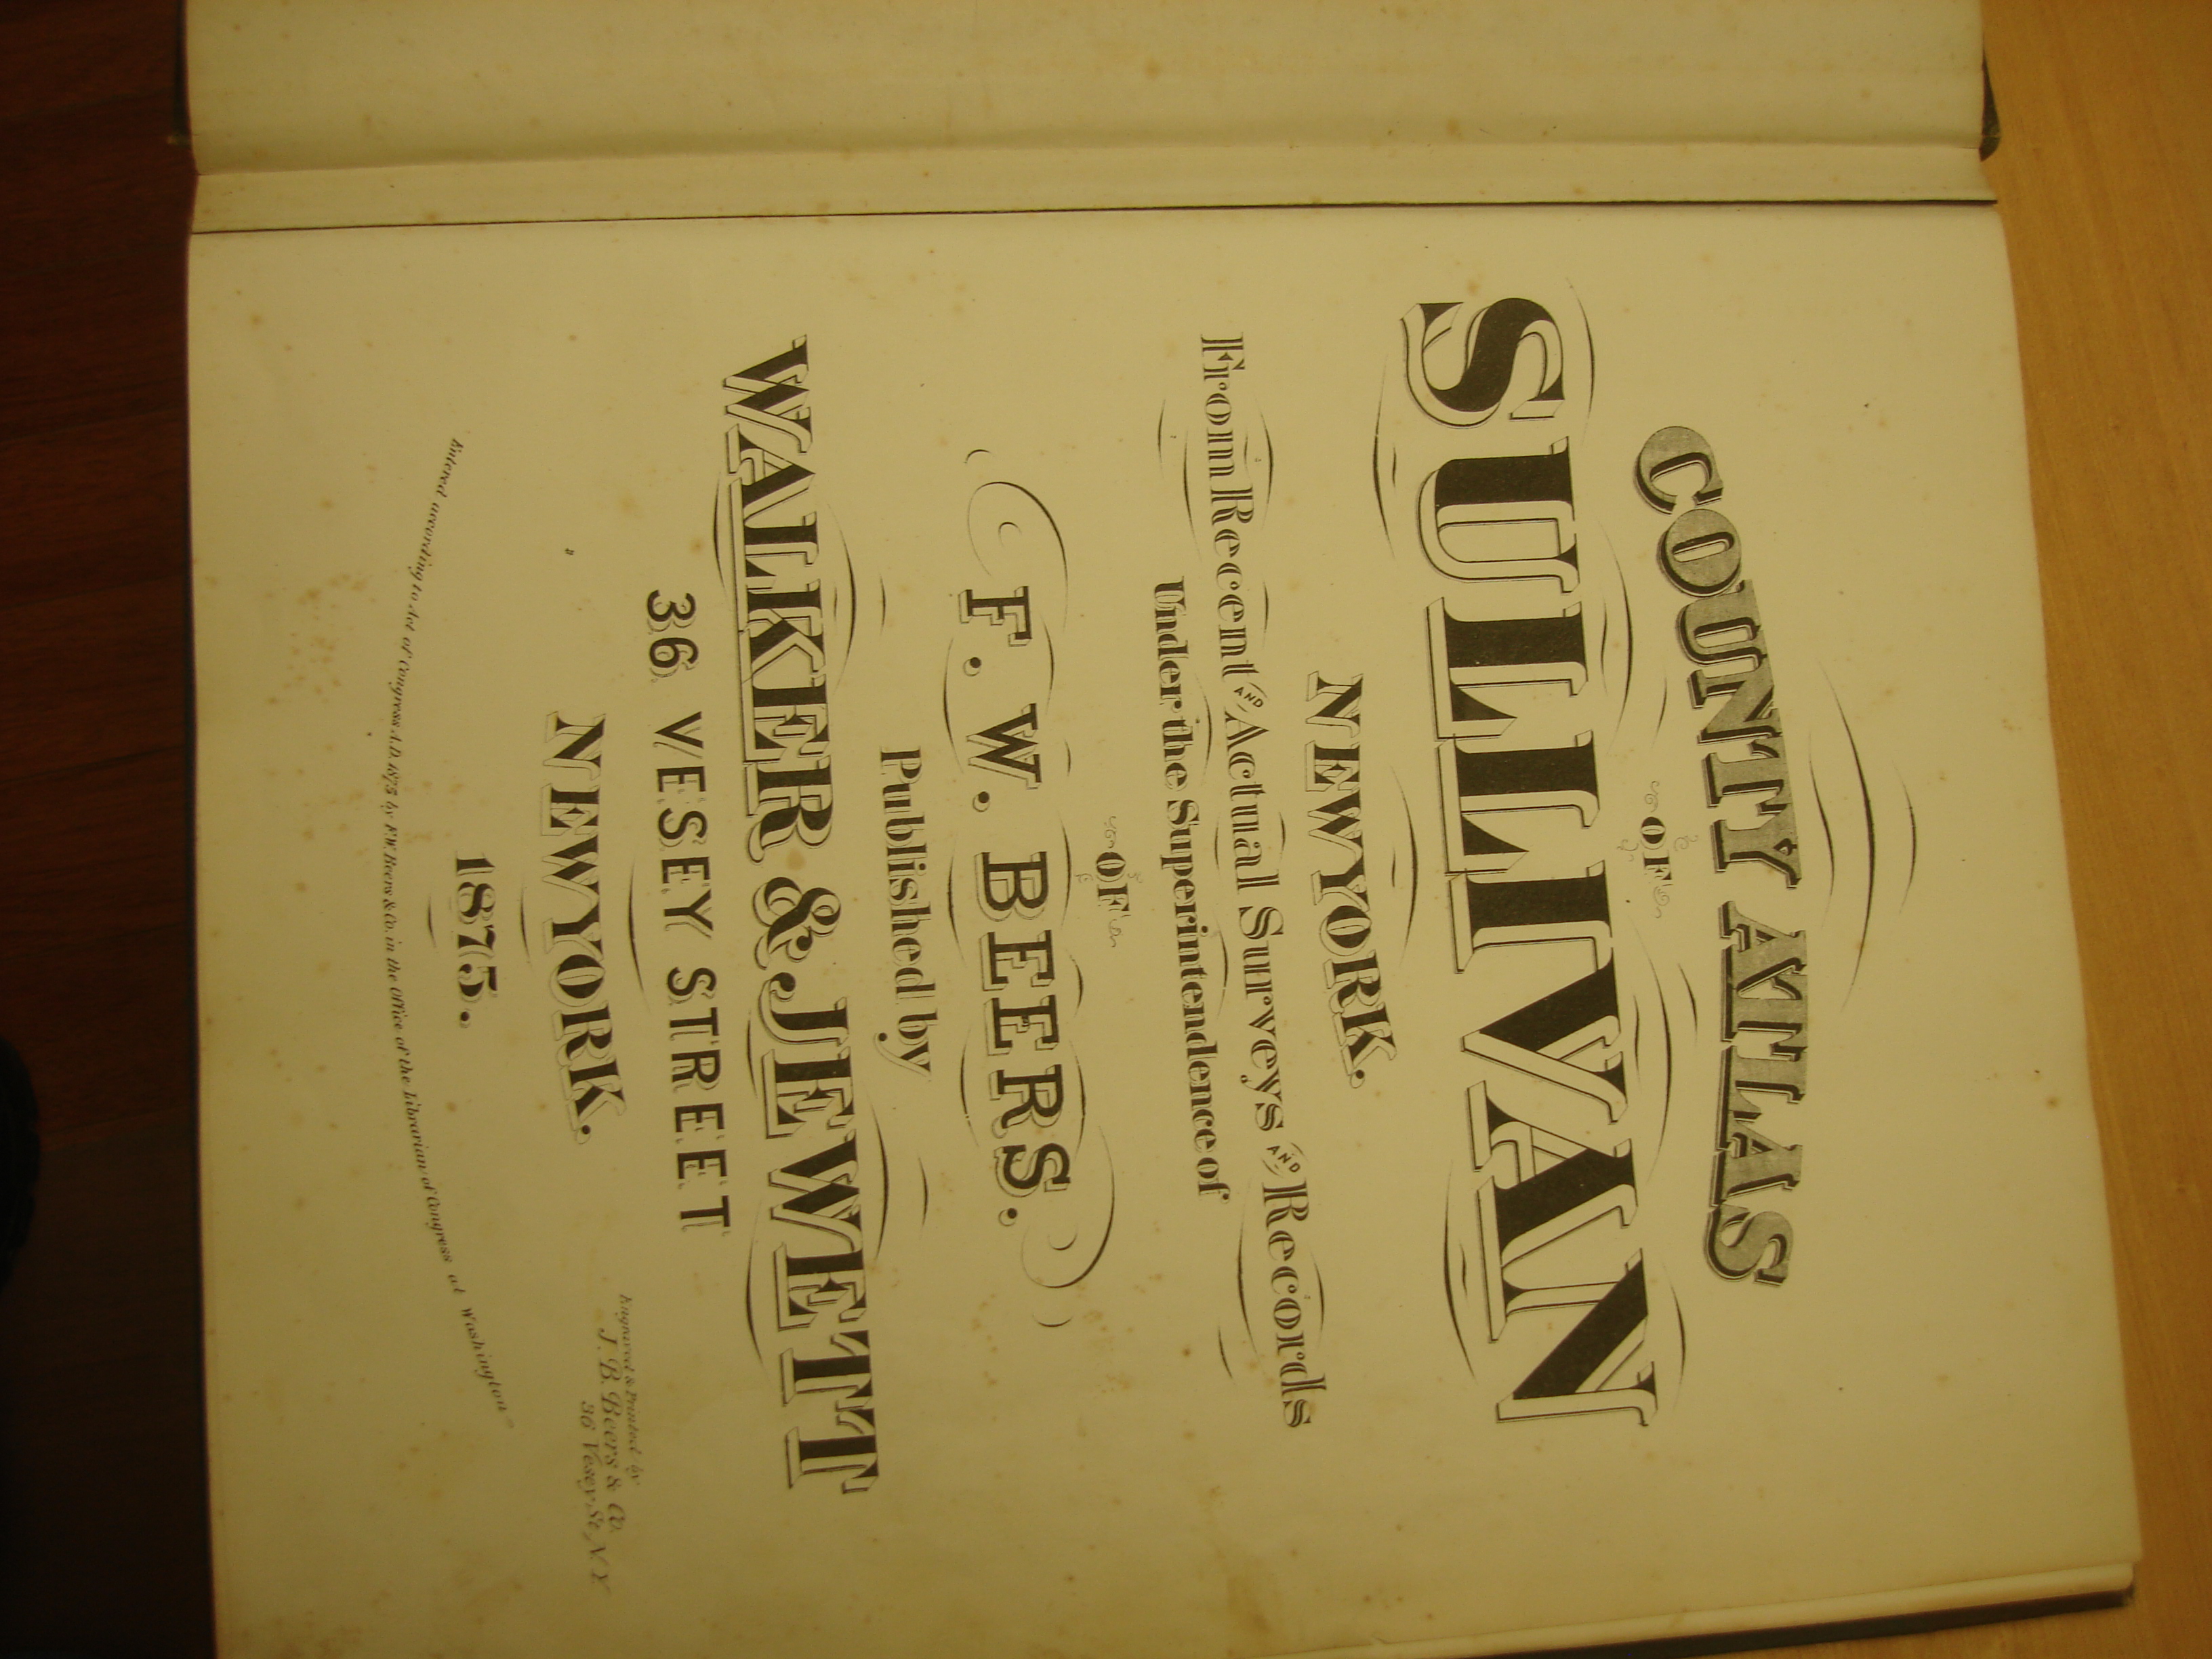 COUNTY ATLAS
OF
SULLIVAN
NEW YORK.
From Recent AND Actual Surveys AND Records
Under the Superintendence of
OF
F. W. BEERS.
Published by
WALKER & JEWETT
36 VESEY STREET
NEW YORK.
1875.
Engraved & Printed by
J. B. Beers & Co.
36 Vesey St, N.Y
Entered according to Act of Congress A.D. 1875 by F.W. Beers & Co. in the Office of the Librarian of Congress at Washington